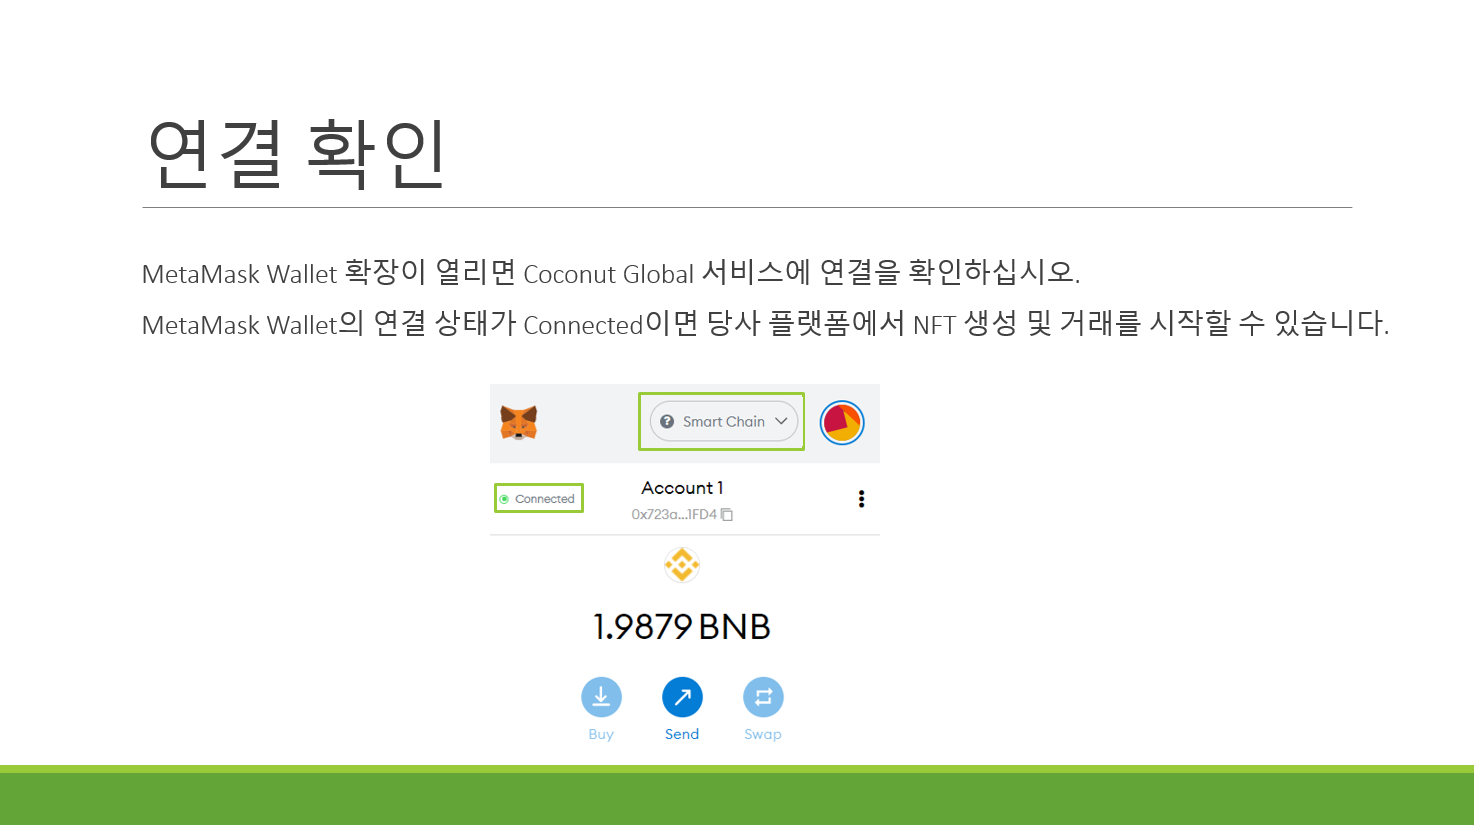 연결 확인
MetaMask Wallet 확장이 열리면 Coconut Global 서비스에 연결을 확인하십시오.
MetaMask Wallet의 연결 상태가 Connected이면 당사 플랫폼에서 NFT 생성 및 거래를 시작할 수 있습니다.
? Smart Chain
Connected
Account 1
0x723a...1FD4
1.9879 BNB
Buy Send Swap